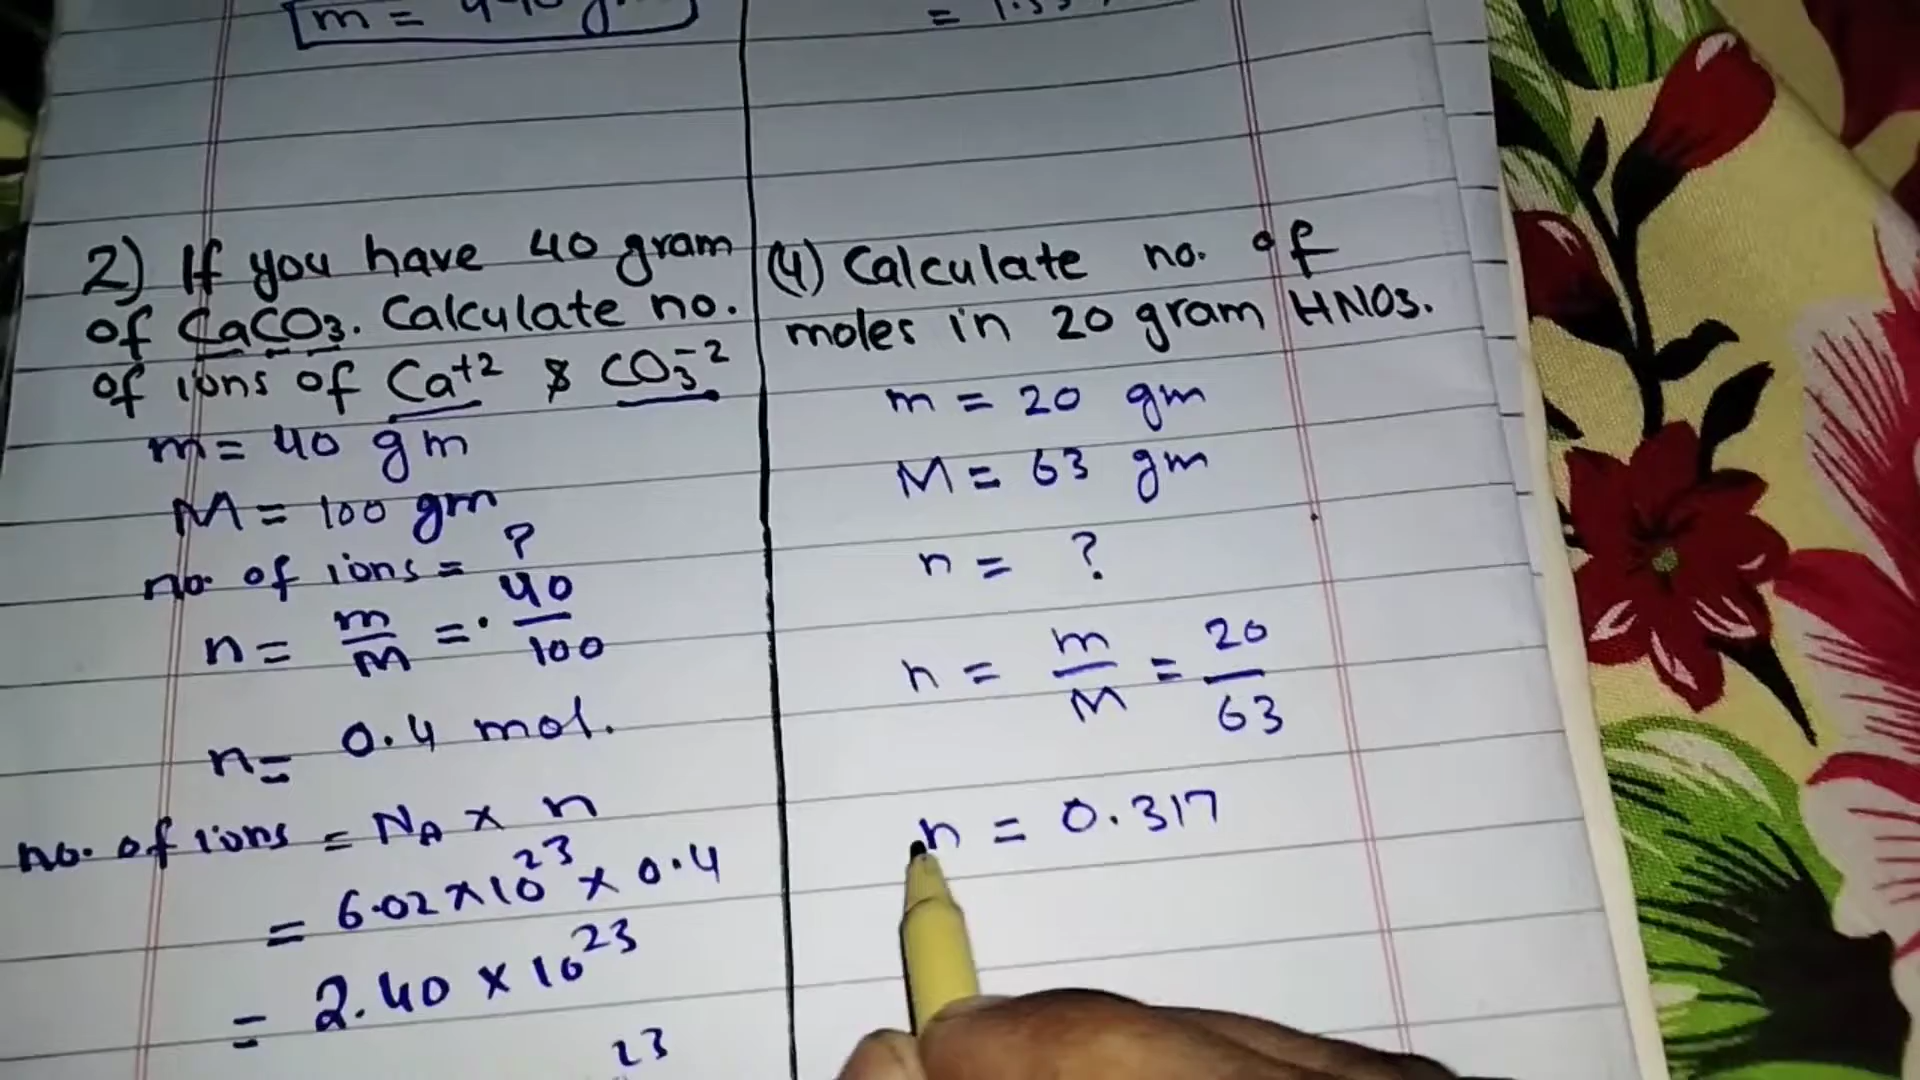 m = 
= 1.
2) If you have 40 gram
of CaCO3. Calculate no.
of ions of Ca+2 & CO3-2
m = 40 gm
M = 100 gm
no. of ions = ?
n = m/M = 40/100
n = 0.4 mol.
no. of ions = NA × n
= 6.02 × 10^23 × 0.4
= 2.40 × 10^23
23
(4) Calculate no. of
moles in 20 gram HNO3.
m = 20 gm
M = 63 gm
n = ?
n = m/M = 20/63
n = 0.317